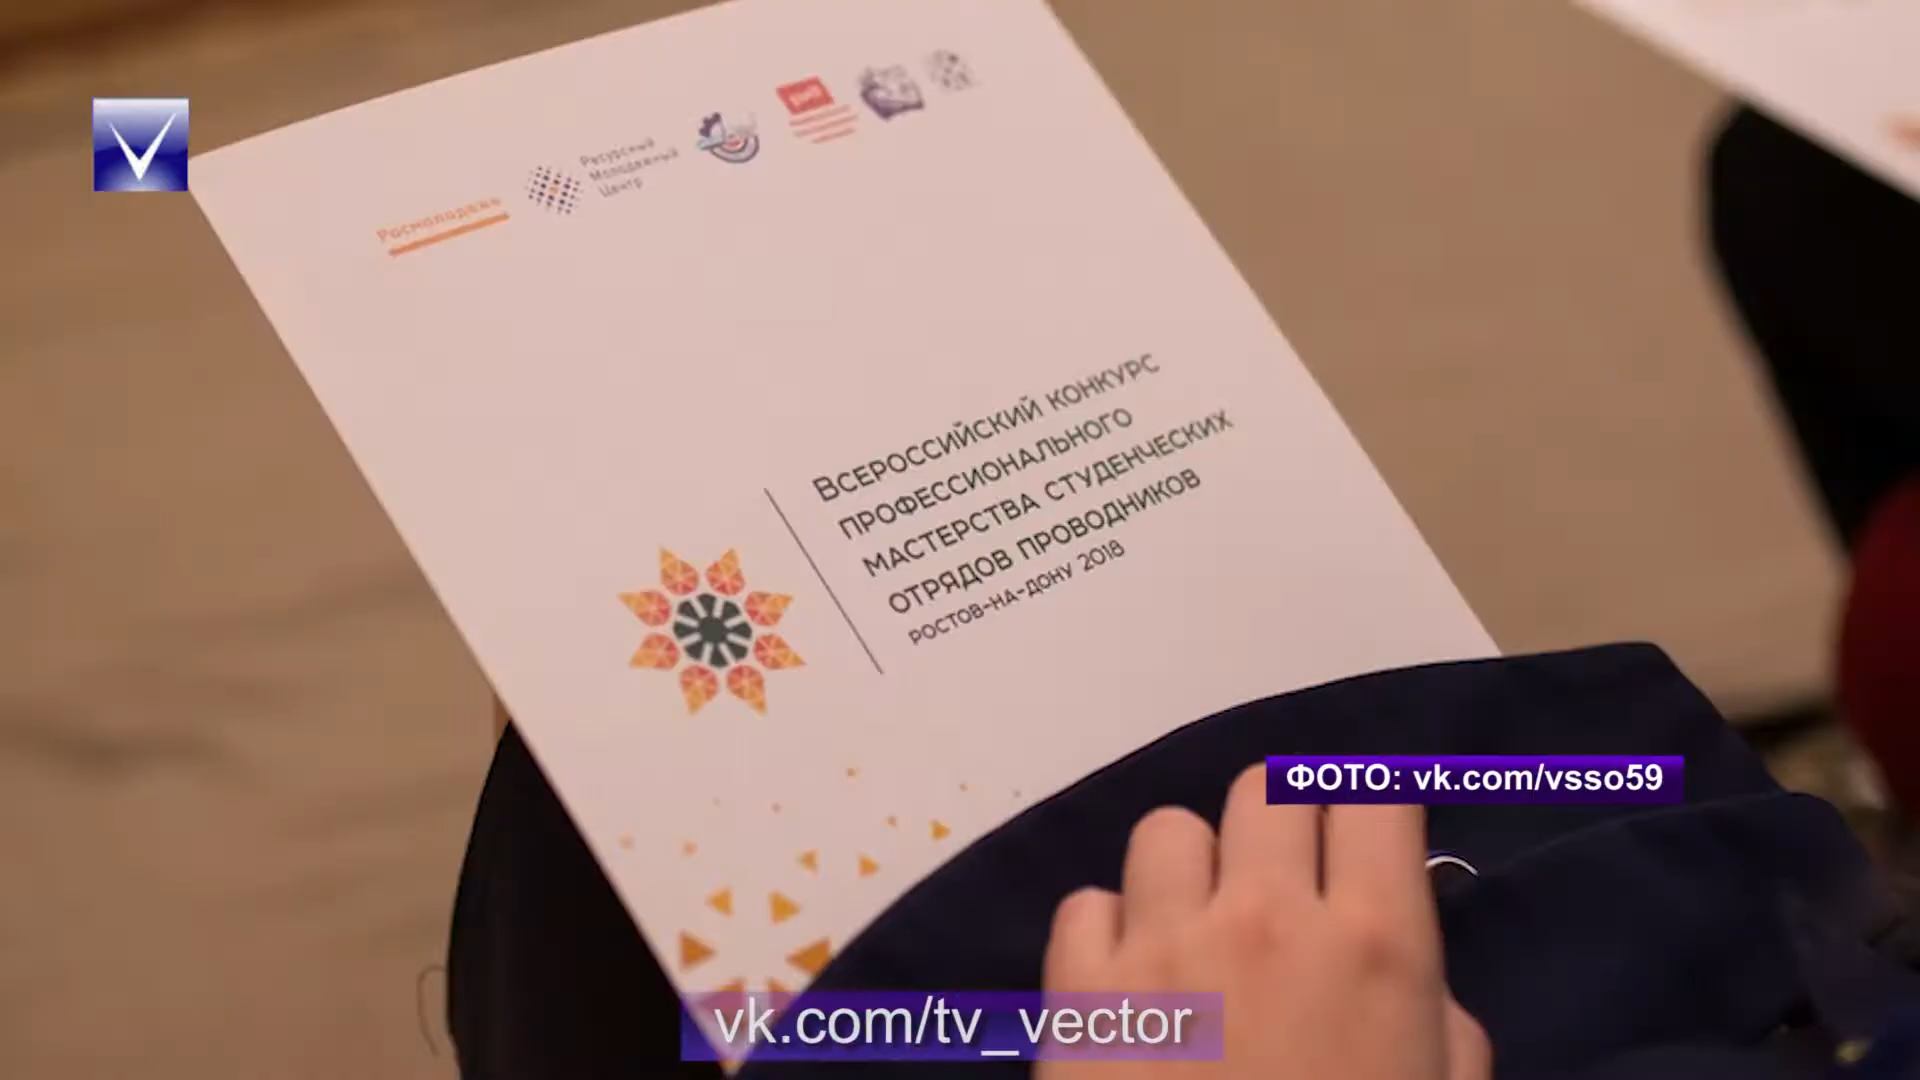 Росмолодежь
Ресурсный
Молодежный
Центр
Всероссийский конкурс
профессионального
мастерства студенческих
отрядов проводников
Ростов-на-Дону 2018
ФОТО: vk.com/vsso59
vk.com/tv_vector